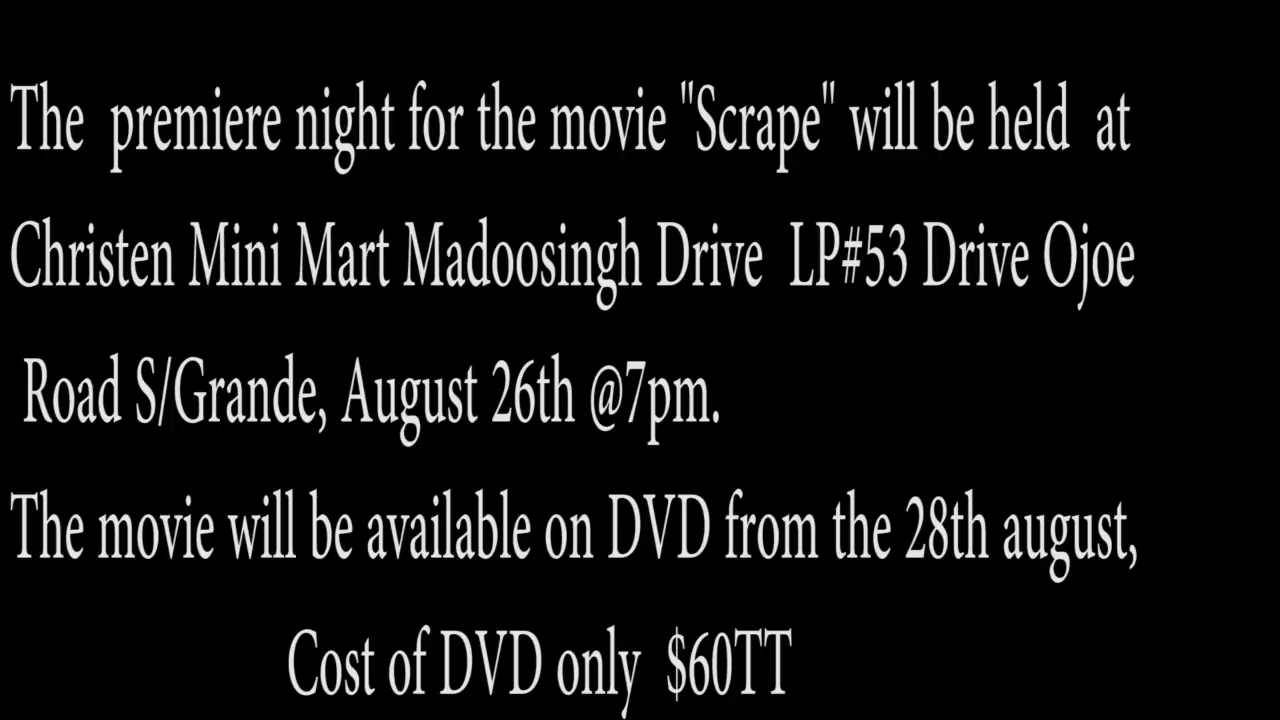 The premiere night for the movie "Scrape" will be held at
Christen Mini Mart Madoosingh Drive LP#53 Drive Ojoe
Road S/Grande, August 26th @7pm.
The movie will be available on DVD from the 28th august,
Cost of DVD only $60TT